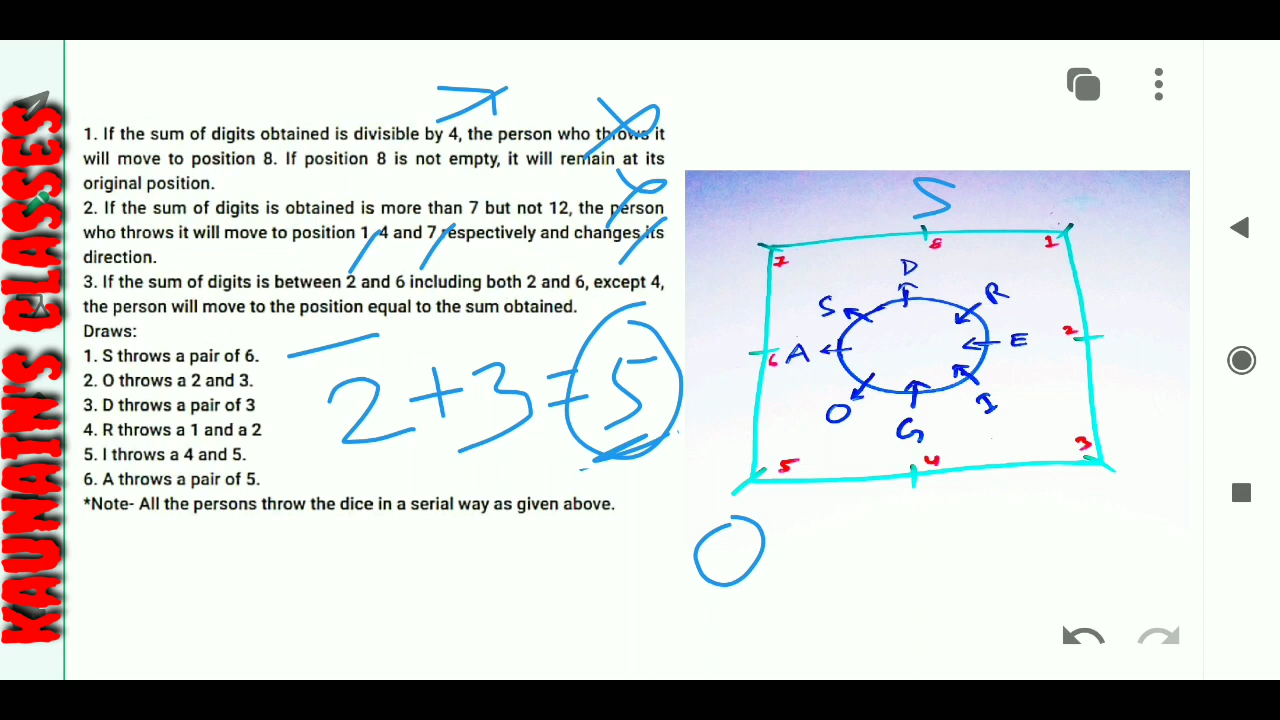 KAUNAIN'S CLASSES
1. If the sum of digits obtained is divisible by 4, the person who throws it
will move to position 8. If position 8 is not empty, it will remain at its
original position.
2. If the sum of digits is obtained is more than 7 but not 12, the person
who throws it will move to position 1, 4 and 7 respectively and changes its
direction.
3. If the sum of digits is between 2 and 6 including both 2 and 6, except 4,
the person will move to the position equal to the sum obtained.
Draws:
1. S throws a pair of 6.
2. O throws a 2 and 3.
3. D throws a pair of 3
4. R throws a 1 and a 2
5. I throws a 4 and 5.
6. A throws a pair of 5.
*Note- All the persons throw the dice in a serial way as given above.
2+3=5
S
7 8 1
D
S R
6 A E 2
O I
G
5 4 3
O